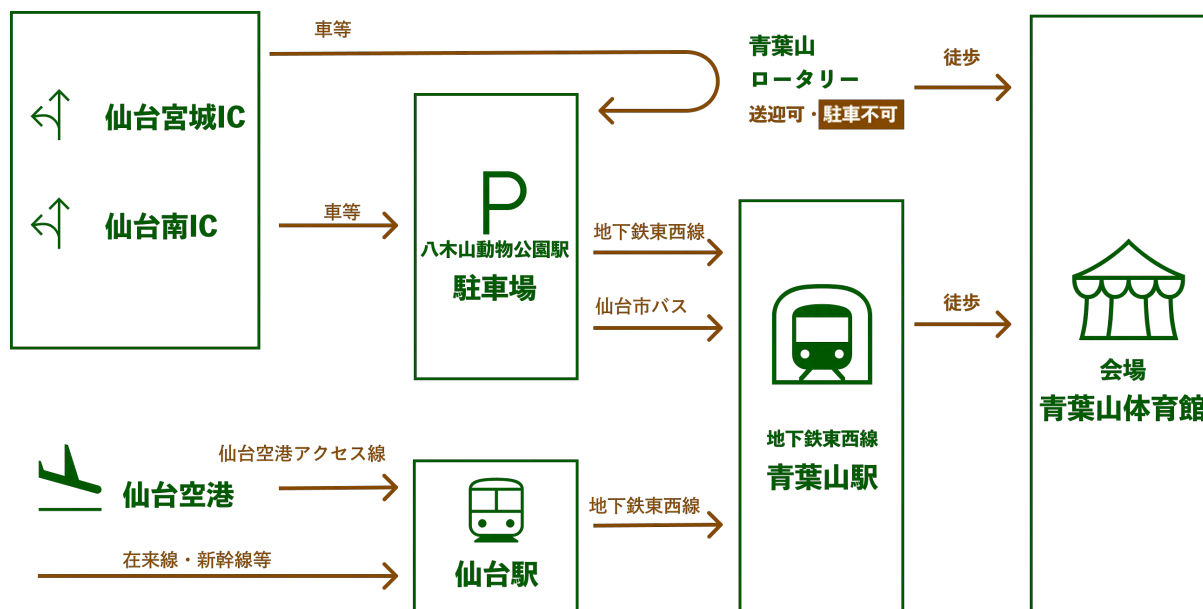 車等
仙台宮城IC
仙台南IC
車等
P
八木山動物公園駅
駐車場
青葉山
ロータリー
送迎可・駐車不可
徒歩
地下鉄東西線
仙台市バス
仙台空港アクセス線
仙台空港
在来線・新幹線等
仙台駅
地下鉄東西線
地下鉄東西線
青葉山駅
徒歩
会場
青葉山体育館